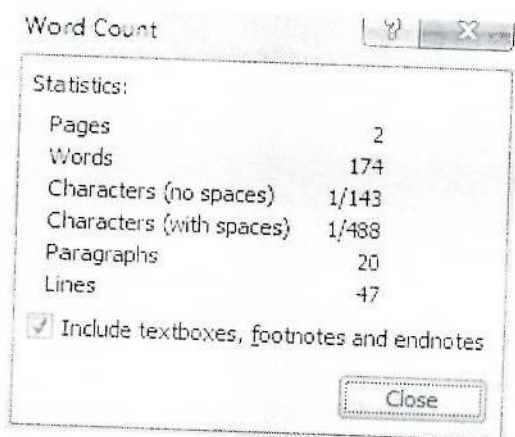 Word Count
Statistics:
Pages 2
Words 174
Characters (no spaces) 1/143
Characters (with spaces) 1/488
Paragraphs 20
Lines 47
Include textboxes, footnotes and endnotes
Close